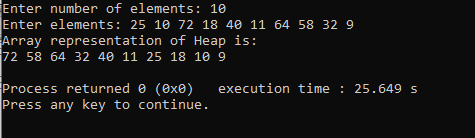 Enter number of elements: 10
Enter elements: 25 10 72 18 40 11 64 58 32 9
Array representation of Heap is:
72 58 64 32 40 11 25 18 10 9
Process returned 0 (0x0)   execution time : 25.649 s
Press any key to continue.